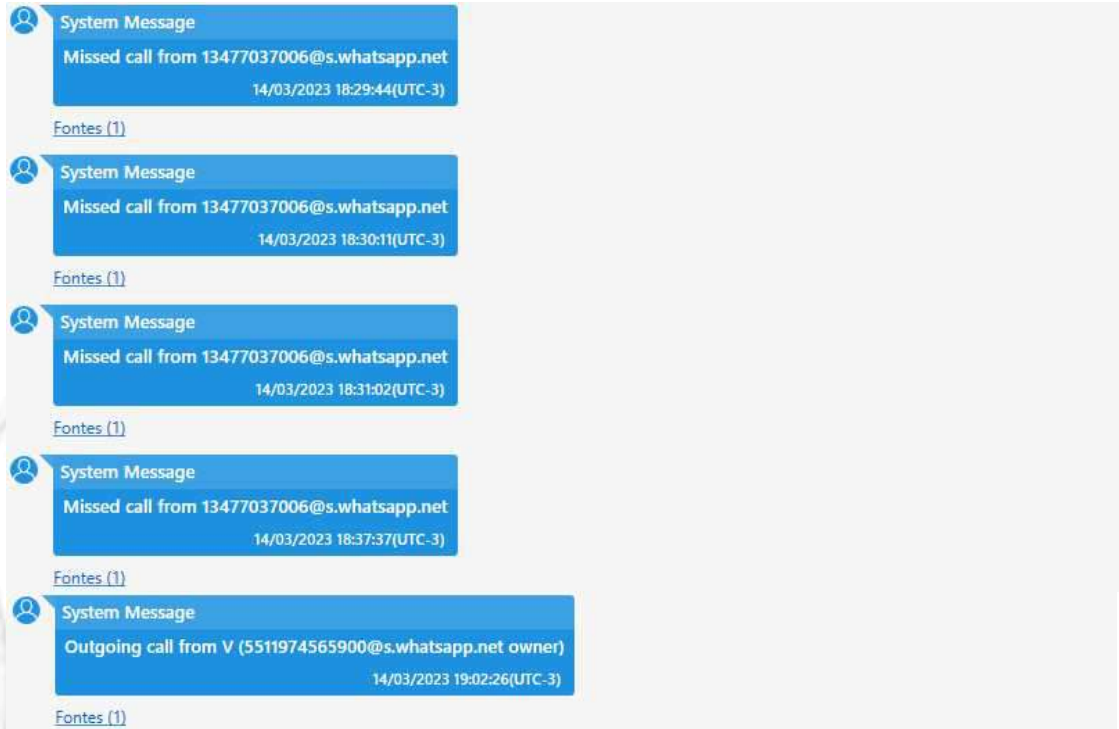 System Message
Missed call from 13477037006@s.whatsapp.net
14/03/2023 18:29:44(UTC-3)
Fontes (1)
System Message
Missed call from 13477037006@s.whatsapp.net
14/03/2023 18:30:11(UTC-3)
Fontes (1)
System Message
Missed call from 13477037006@s.whatsapp.net
14/03/2023 18:31:02(UTC-3)
Fontes (1)
System Message
Missed call from 13477037006@s.whatsapp.net
14/03/2023 18:37:37(UTC-3)
Fontes (1)
System Message
Outgoing call from V (5511974565900@s.whatsapp.net owner)
14/03/2023 19:02:26(UTC-3)
Fontes (1)